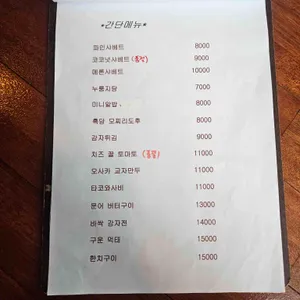 *간단메뉴*
파인샤베트 8000
코코넛샤베트 (품절) 9000
메론샤베트 10000
누룽지탕 7000
미니알밥. 8000
흑당 모찌리도후 8000
감자튀김 9000
치즈 꿀 토마토 (품절) 11000
오사카 교자만두 11000
타코와사비 11000
문어 버터구이 13000
바싹 감자전 14000
구운 먹태 15000
한치구이 15000